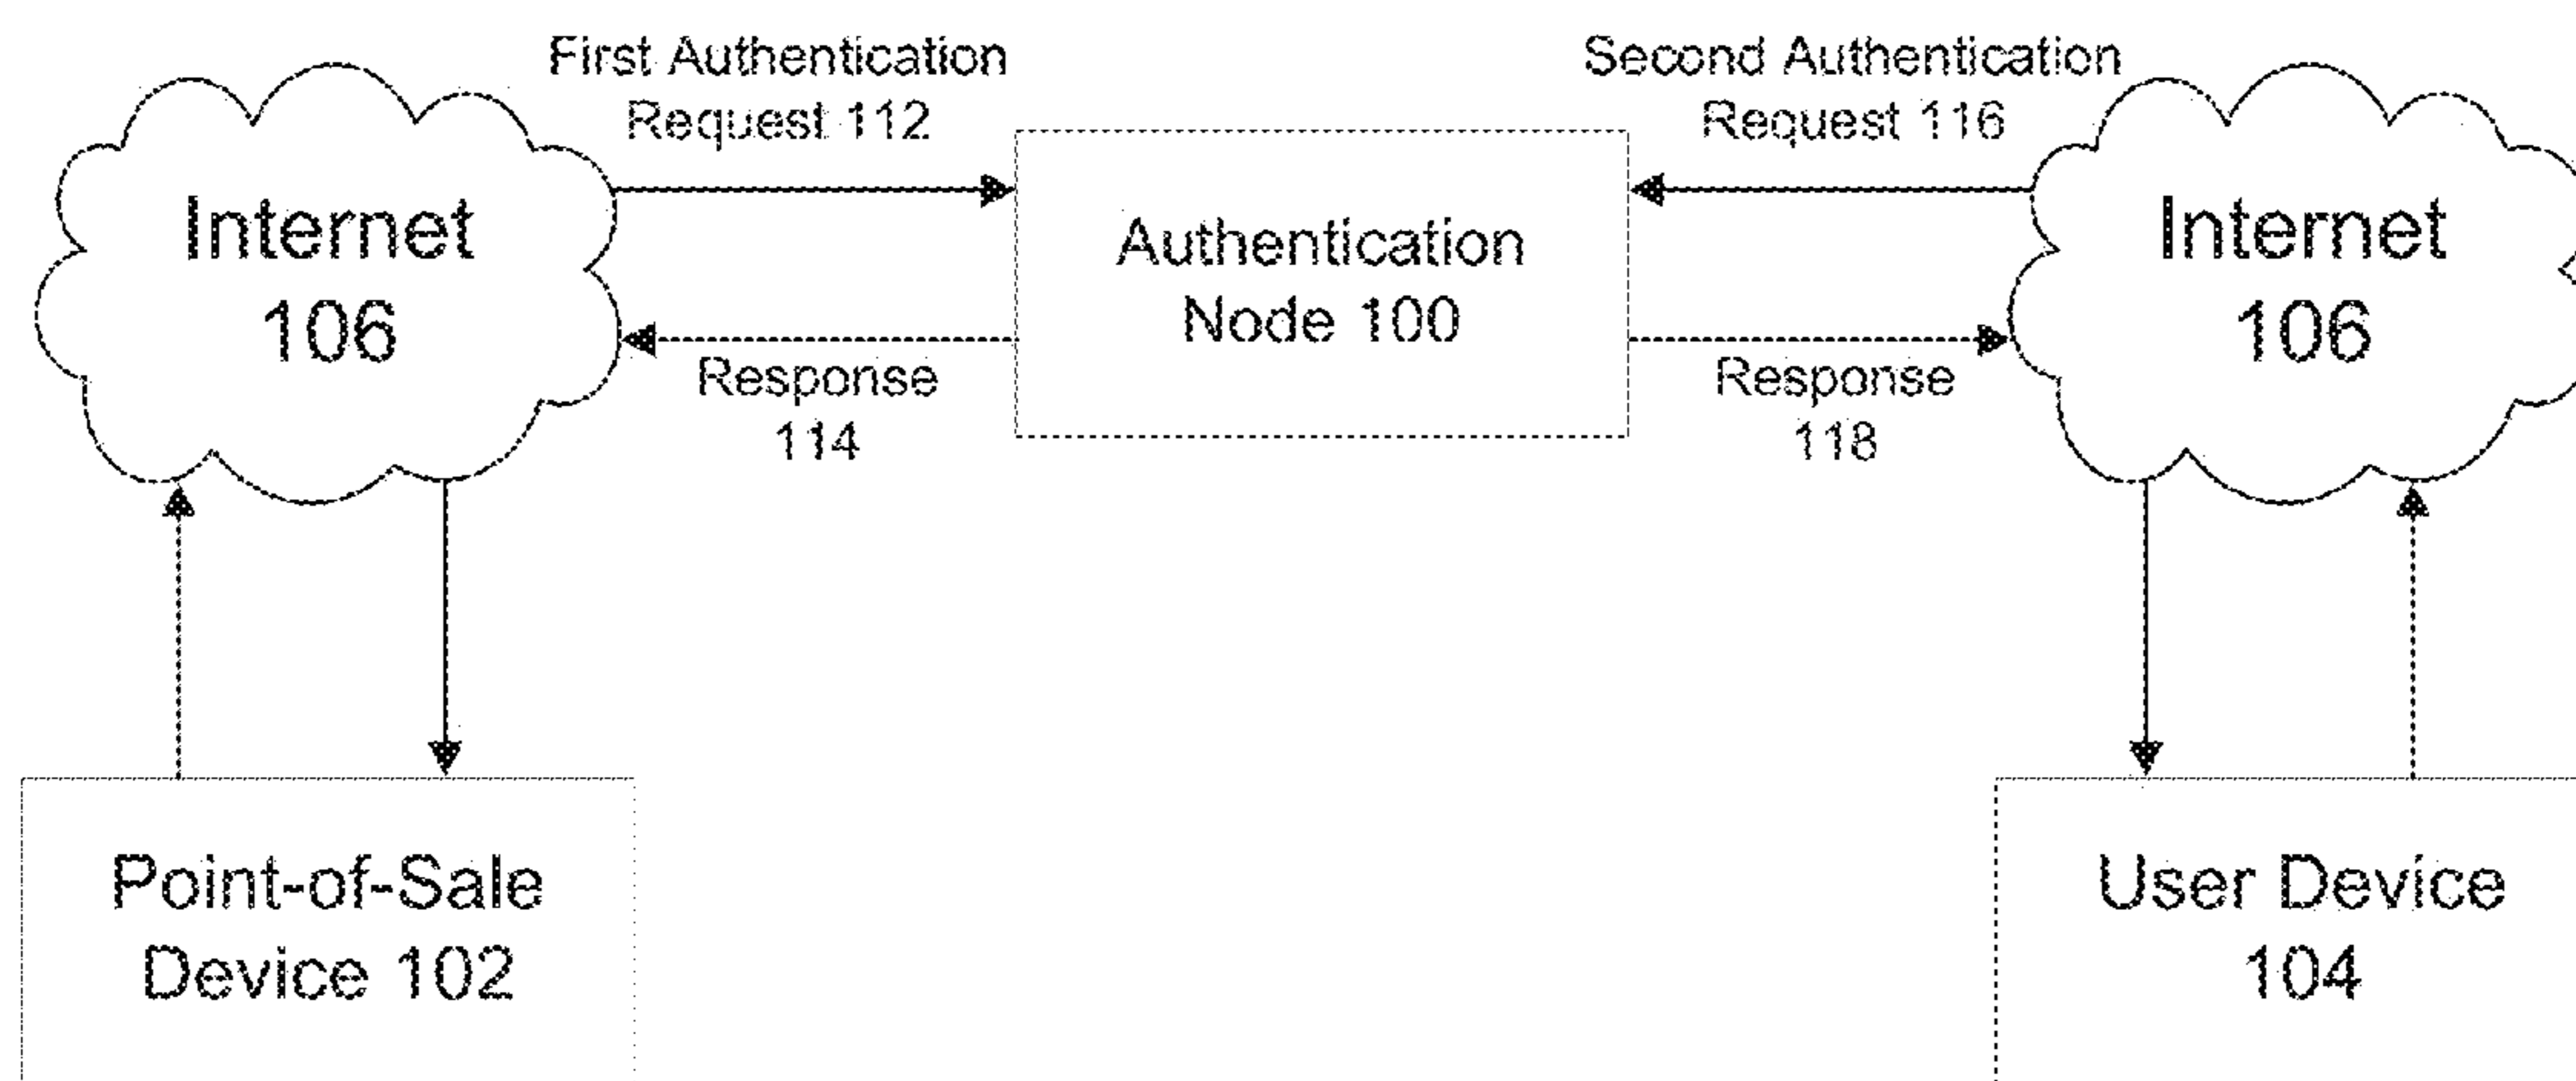 First Authentication
Request 112
Second Authentication
Request 116
Internet
106
Authentication
Node 100
Internet
106
Response
114
Response
118
Point-of-Sale
Device 102
User Device
104